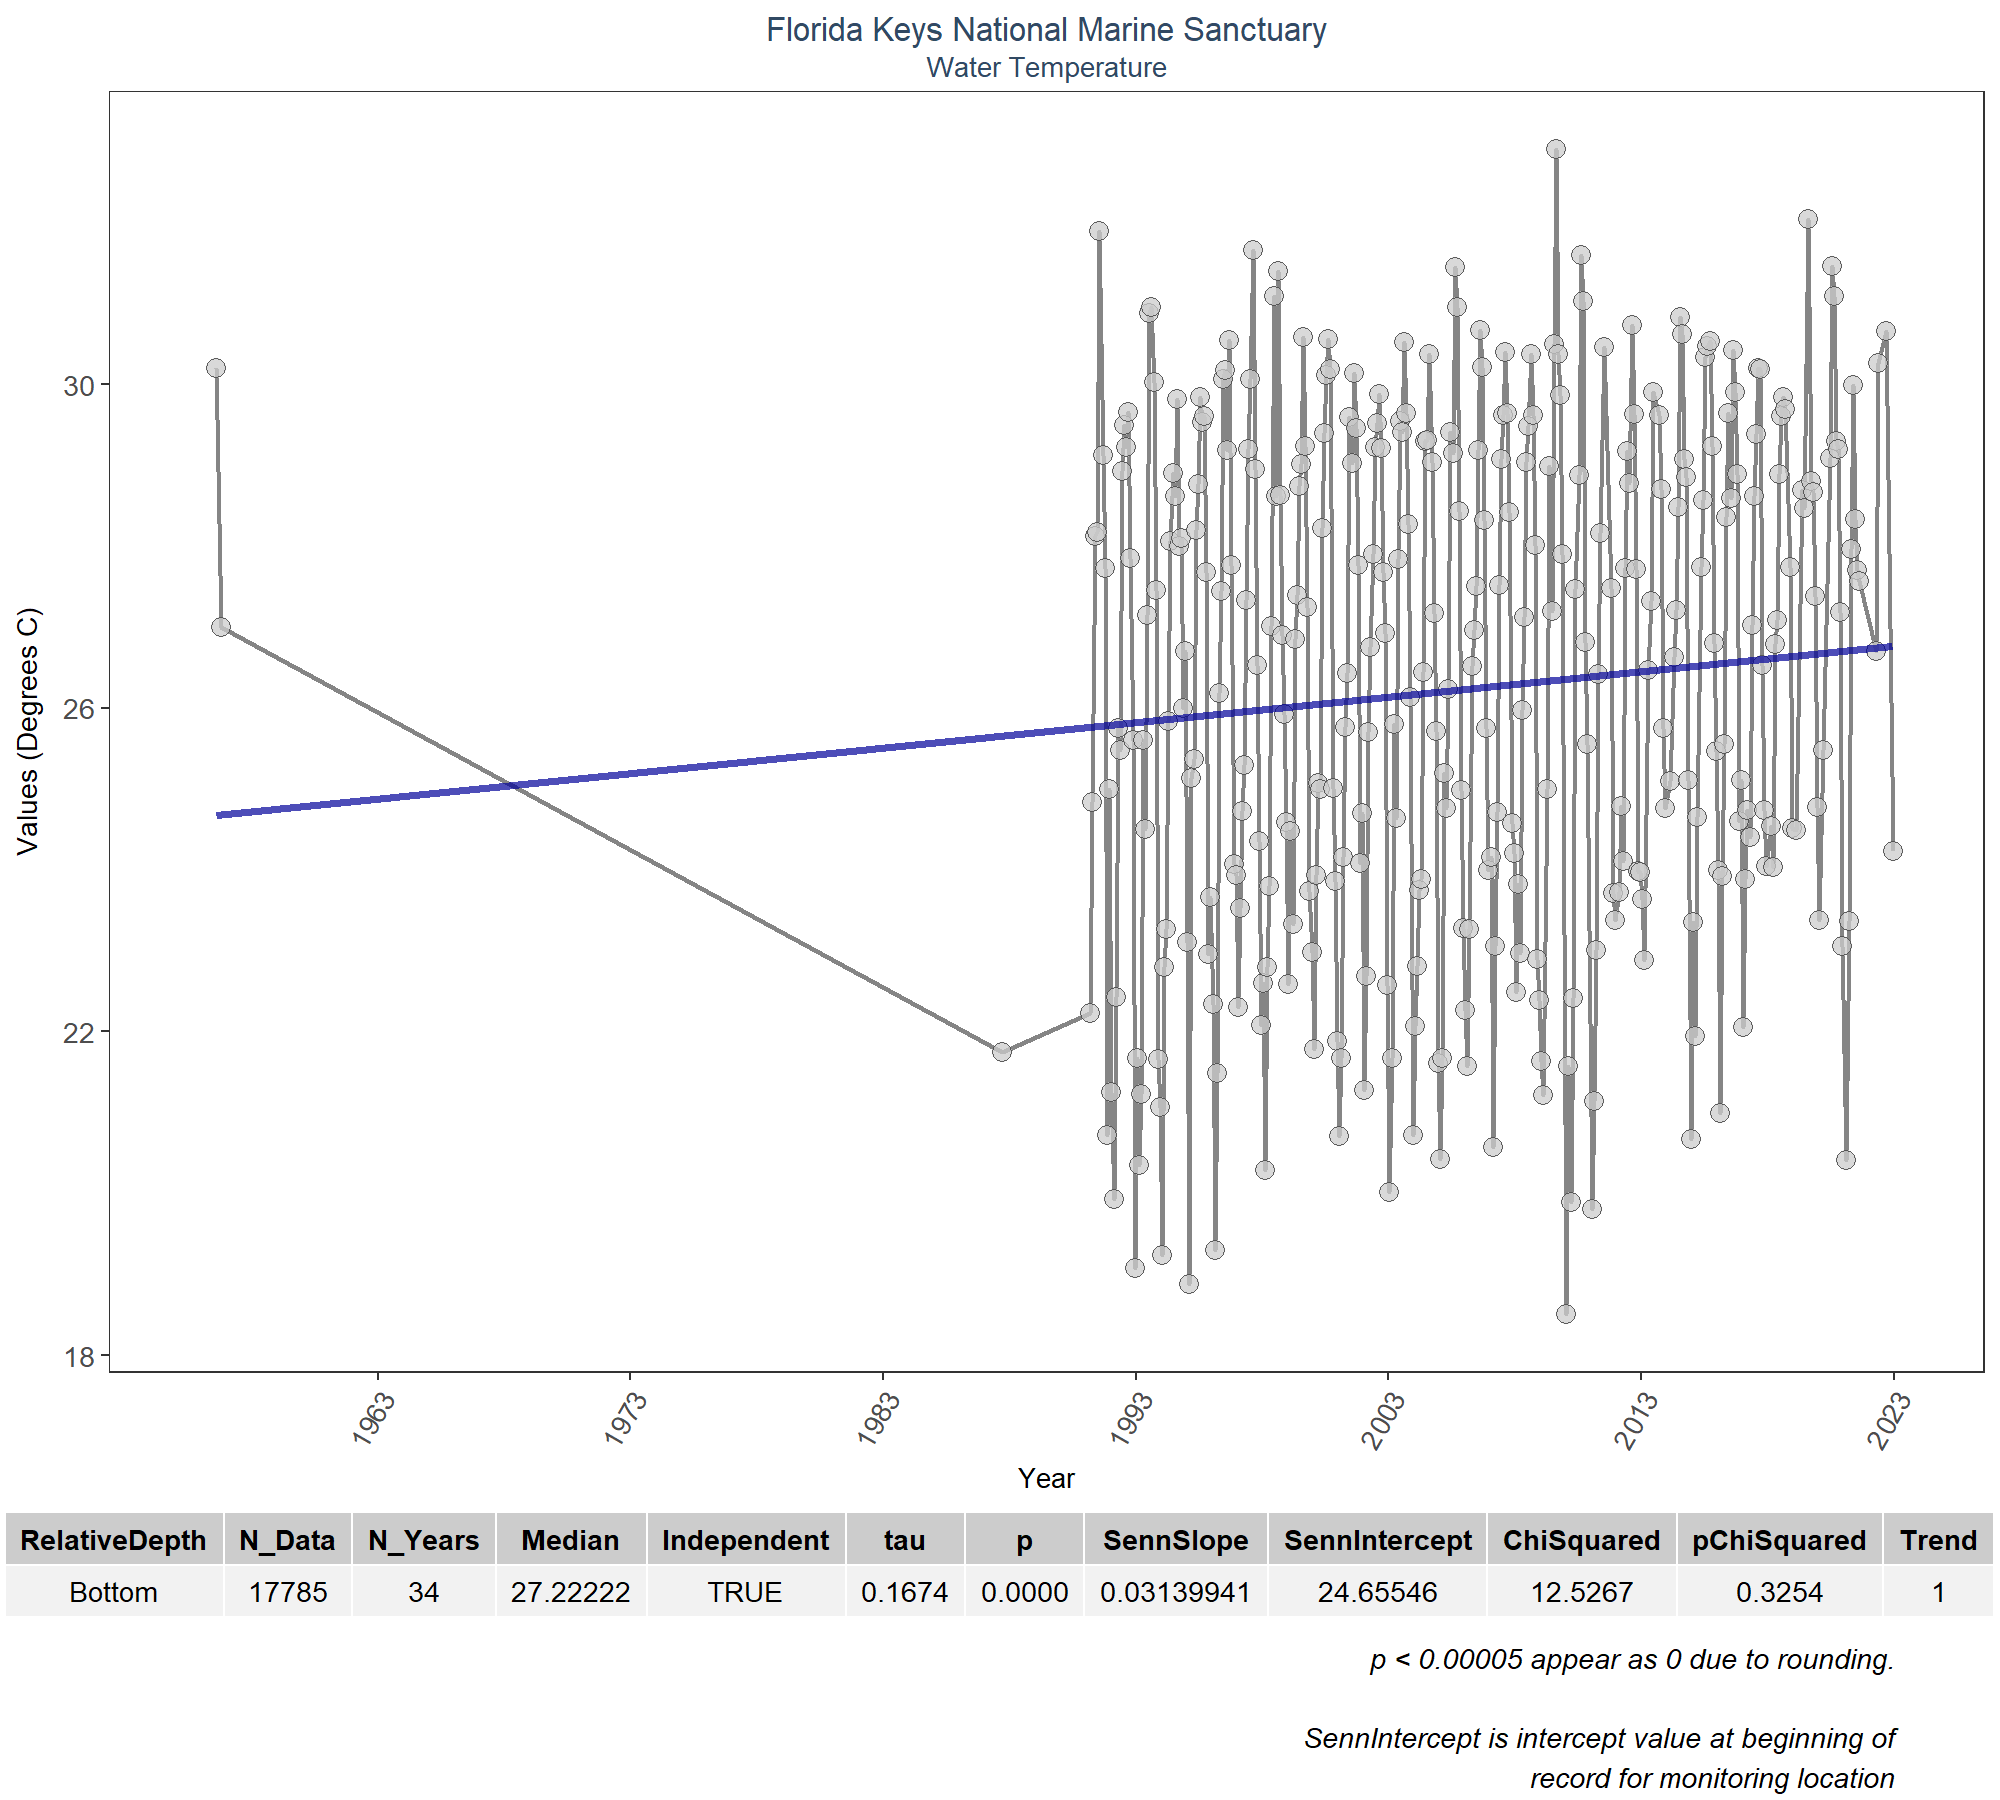 Florida Keys National Marine Sanctuary
Water Temperature
Values (Degrees C)
30
26
22
18
1963
1973
1983
1993
2003
2013
2023
Year
RelativeDepth N_Data N_Years Median Independent tau p SennSlope SennIntercept ChiSquared pChiSquared Trend
Bottom 17785 34 27.22222 TRUE 0.1674 0.0000 0.03139941 24.65546 12.5267 0.3254 1
p < 0.00005 appear as 0 due to rounding.
SennIntercept is intercept value at beginning of
record for monitoring location